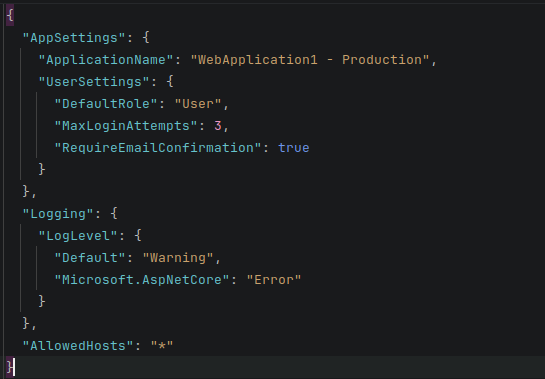 {
  "AppSettings": {
    "ApplicationName": "WebApplication1 - Production",
    "UserSettings": {
      "DefaultRole": "User",
      "MaxLoginAttempts": 3,
      "RequireEmailConfirmation": true
    }
  },
  "Logging": {
    "LogLevel": {
      "Default": "Warning",
      "Microsoft.AspNetCore": "Error"
    }
  },
  "AllowedHosts": "*"
}